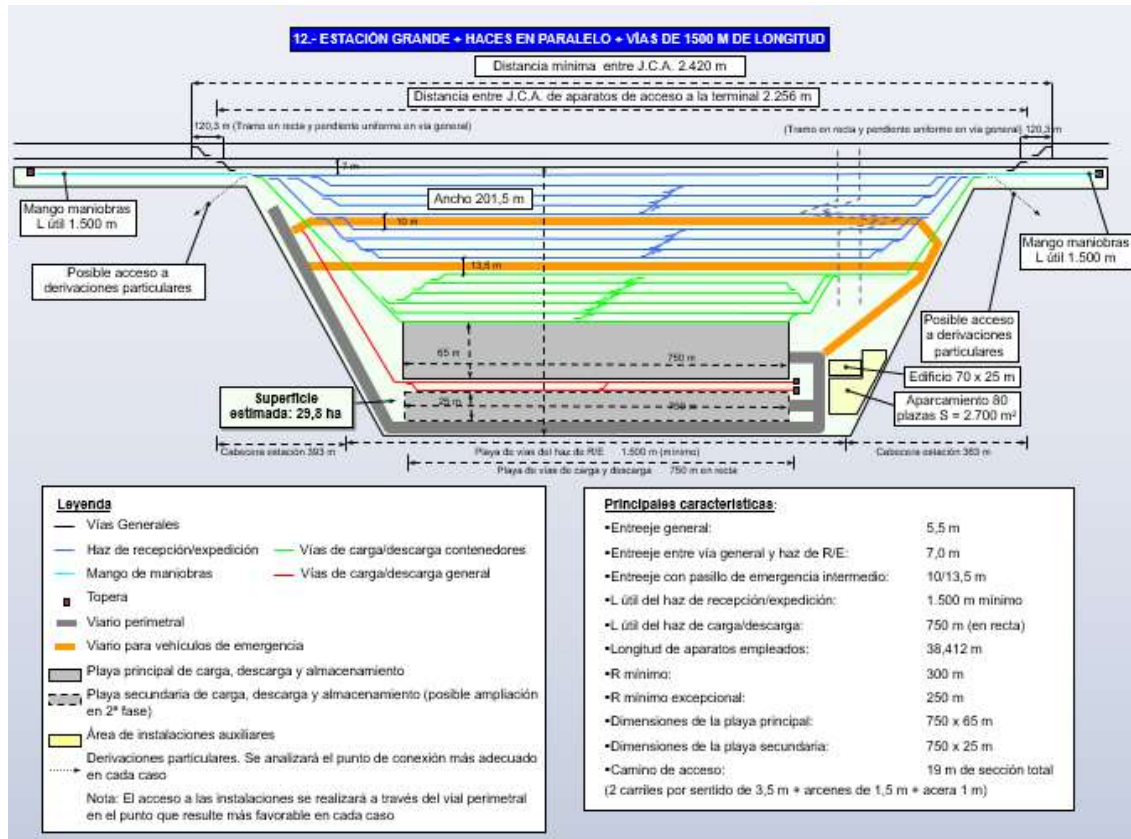 12.- ESTACIÓN GRANDE + HACES EN PARALELO + VÍAS DE 1500 M DE LONGITUD
Distancia mínima entre J.C.A. 2.420 m
Distancia entre J.C.A. de aparatos de acceso a la terminal 2.256 m
120,3 m (Tramo en recta y pendiente uniforme en vía general)
(Tramo en recta y pendiente uniforme en vía general) 120,3 m
7 m
Mango maniobras
L útil 1.500 m
Ancho 201,5 m
10 m
Mango maniobras
L útil 1.500 m
Posible acceso a
derivaciones particulares
13,5 m
Posible acceso
a derivaciones
particulares
65 m
750 m
Edificio 70 x 25 m
Superficie
estimada: 29,8 ha
25 m
750 m
Aparcamiento 80
plazas S = 2.700 m²
Cabecera estación 393 m
Playa de vías del haz de R/E 1.500 m (mínimo)
Cabecera estación 363 m
Playa de vías de carga y descarga 750 m en recta
Leyenda
Vías Generales
Haz de recepción/expedición
Vías de carga/descarga contenedores
Mango de maniobras
Vías de carga/descarga general
Topera
Viario perimetral
Viario para vehículos de emergencia
Playa principal de carga, descarga y almacenamiento
Playa secundaria de carga, descarga y almacenamiento (posible ampliación
en 2ª fase)
Área de instalaciones auxiliares
Derivaciones particulares. Se analizará el punto de conexión más adecuado
en cada caso
Nota: El acceso a las instalaciones se realizará a través del vial perimetral
en el punto que resulte más favorable en cada caso
Principales características:
▪Entreeje general: 5,5 m
▪Entreeje entre vía general y haz de R/E: 7,0 m
▪Entreeje con pasillo de emergencia intermedio: 10/13,5 m
▪L útil del haz de recepción/expedición: 1.500 m mínimo
▪L útil del haz de carga/descarga: 750 m (en recta)
▪Longitud de aparatos empleados: 38,412 m
▪R mínimo: 300 m
▪R mínimo excepcional: 250 m
▪Dimensiones de la playa principal: 750 x 65 m
▪Dimensiones de la playa secundaria: 750 x 25 m
▪Camino de acceso: 19 m de sección total
(2 carriles por sentido de 3,5 m + arcenes de 1,5 m + acera 1 m)